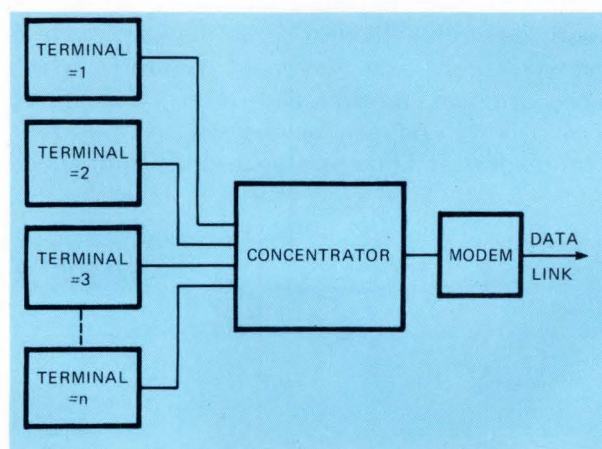 TERMINAL
=1
TERMINAL
=2
TERMINAL
=3
TERMINAL
=n
CONCENTRATOR
MODEM
DATA
LINK